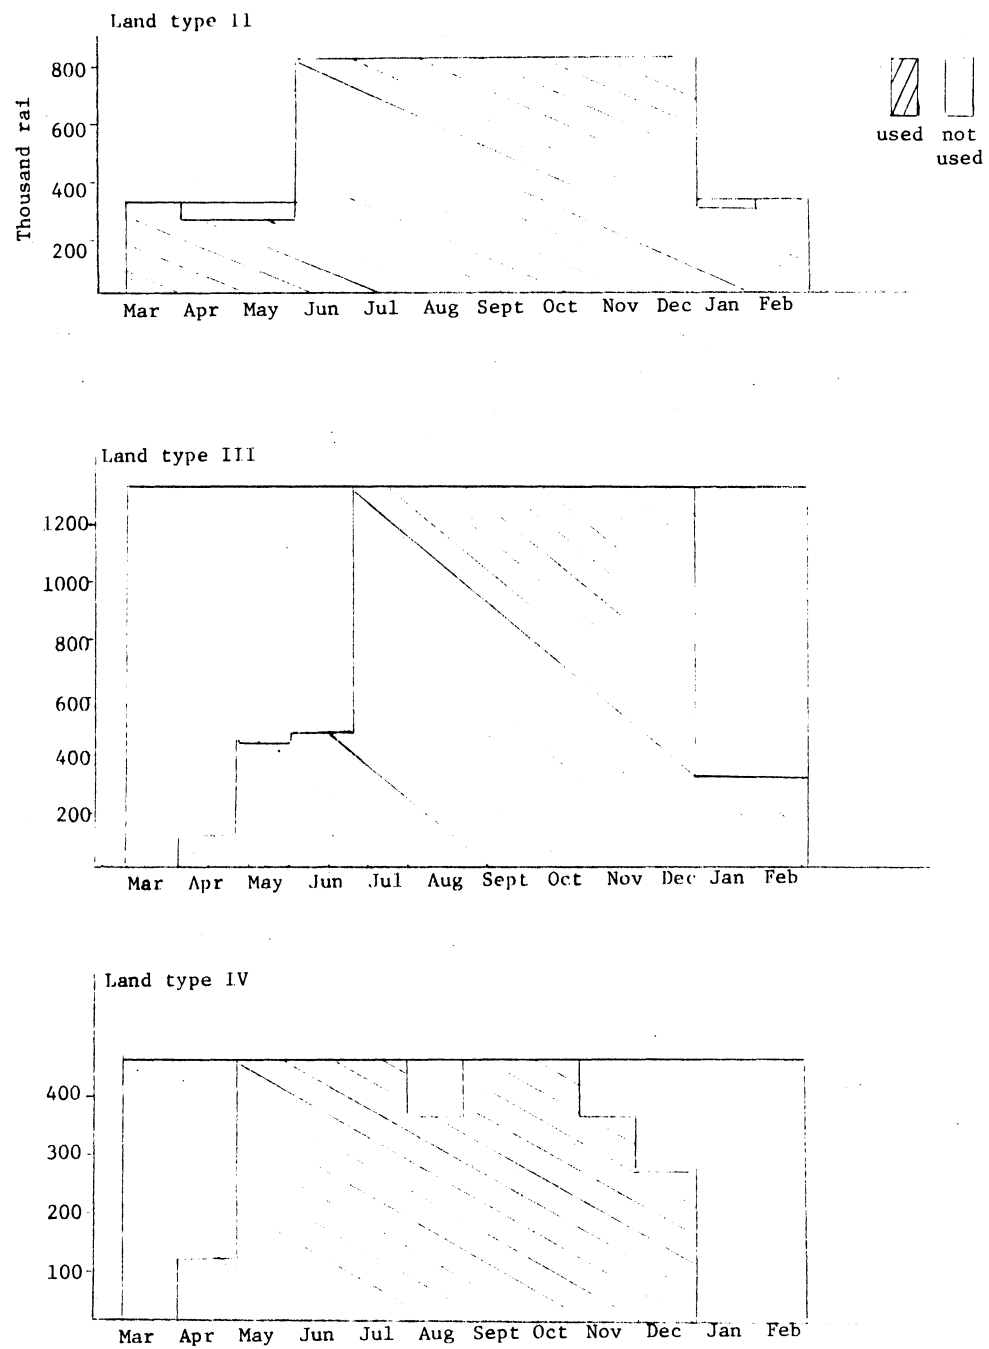 Land type II
800
600
400
200
Thousand rai
used not
used
Mar Apr May Jun Jul Aug Sept Oct Nov Dec Jan Feb
Land type III
1200
1000
800
600
400
200
Mar Apr May Jun Jul Aug Sept Oct Nov Dec Jan Feb
Land type IV
400
300
200
100
Mar Apr May Jun Jul Aug Sept Oct Nov Dec Jan Feb